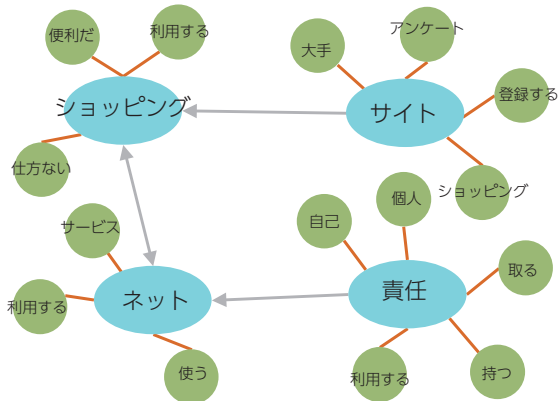 便利だ
利用する
ショッピング
仕方ない
大手
アンケート
サイト
登録する
ショッピング
サービス
利用する
ネット
使う
自己
個人
責任
取る
利用する
持つ